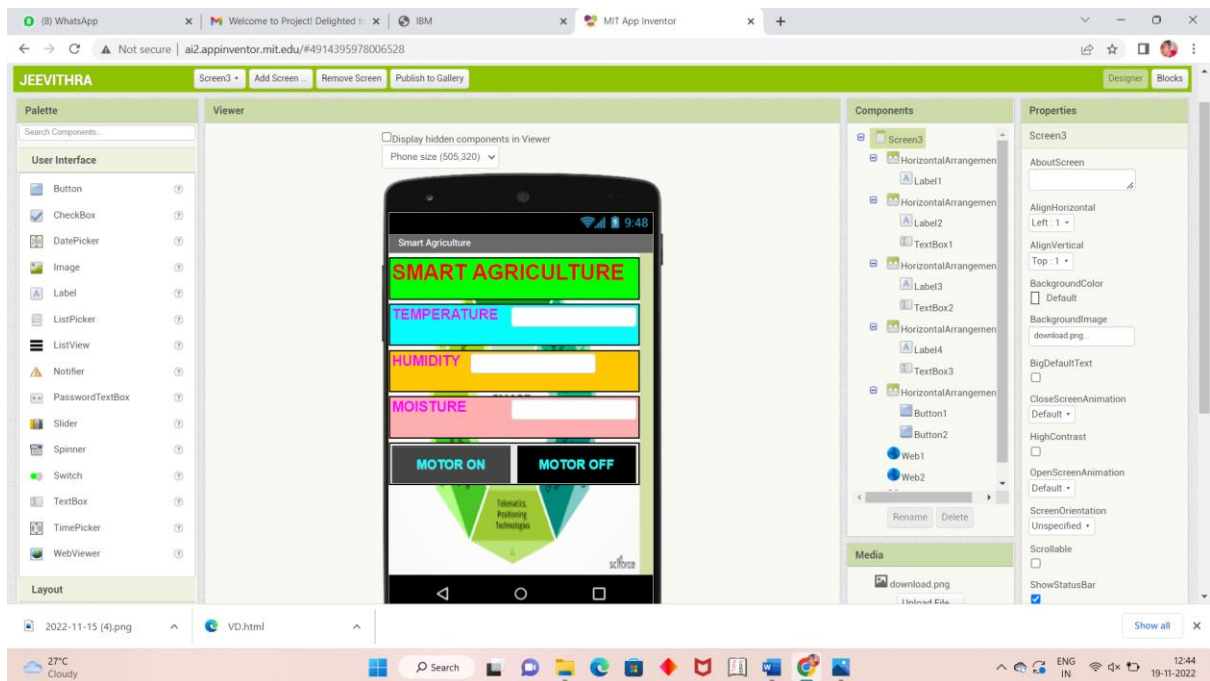 (8) WhatsApp
Welcome to Project! Delighted t
IBM
MIT App Inventor
Not secure
ai2.appinventor.mit.edu/#4914395978006528
JEEVITHRA
Screen3
Add Screen ...
Remove Screen
Publish to Gallery
Designer
Blocks
Palette
Search Components...
User Interface
Button
CheckBox
DatePicker
Image
Label
ListPicker
ListView
Notifier
PasswordTextBox
Slider
Spinner
Switch
TextBox
TimePicker
WebViewer
Layout
Viewer
Display hidden components in Viewer
Phone size (505,320)
9:48
Smart Agriculture
SMART AGRICULTURE
TEMPERATURE
HUMIDITY
MOISTURE
MOTOR ON
MOTOR OFF
Telematics,
Positioning
Technologies
sciforce
Components
Screen3
HorizontalArrangemen
Label1
HorizontalArrangemen
Label2
TextBox1
HorizontalArrangemen
Label3
TextBox2
HorizontalArrangemen
Label4
TextBox3
HorizontalArrangemen
Button1
Button2
Web1
Web2
Rename
Delete
Media
download.png
Upload File
Properties
Screen3
AboutScreen
AlignHorizontal
Left : 1
AlignVertical
Top : 1
BackgroundColor
Default
BackgroundImage
download.png...
BigDefaultText
CloseScreenAnimation
Default
HighContrast
OpenScreenAnimation
Default
ScreenOrientation
Unspecified
Scrollable
ShowStatusBar
2022-11-15 (4).png
VD.html
Show all
27°C
Cloudy
Search
ENG
IN
12:44
19-11-2022